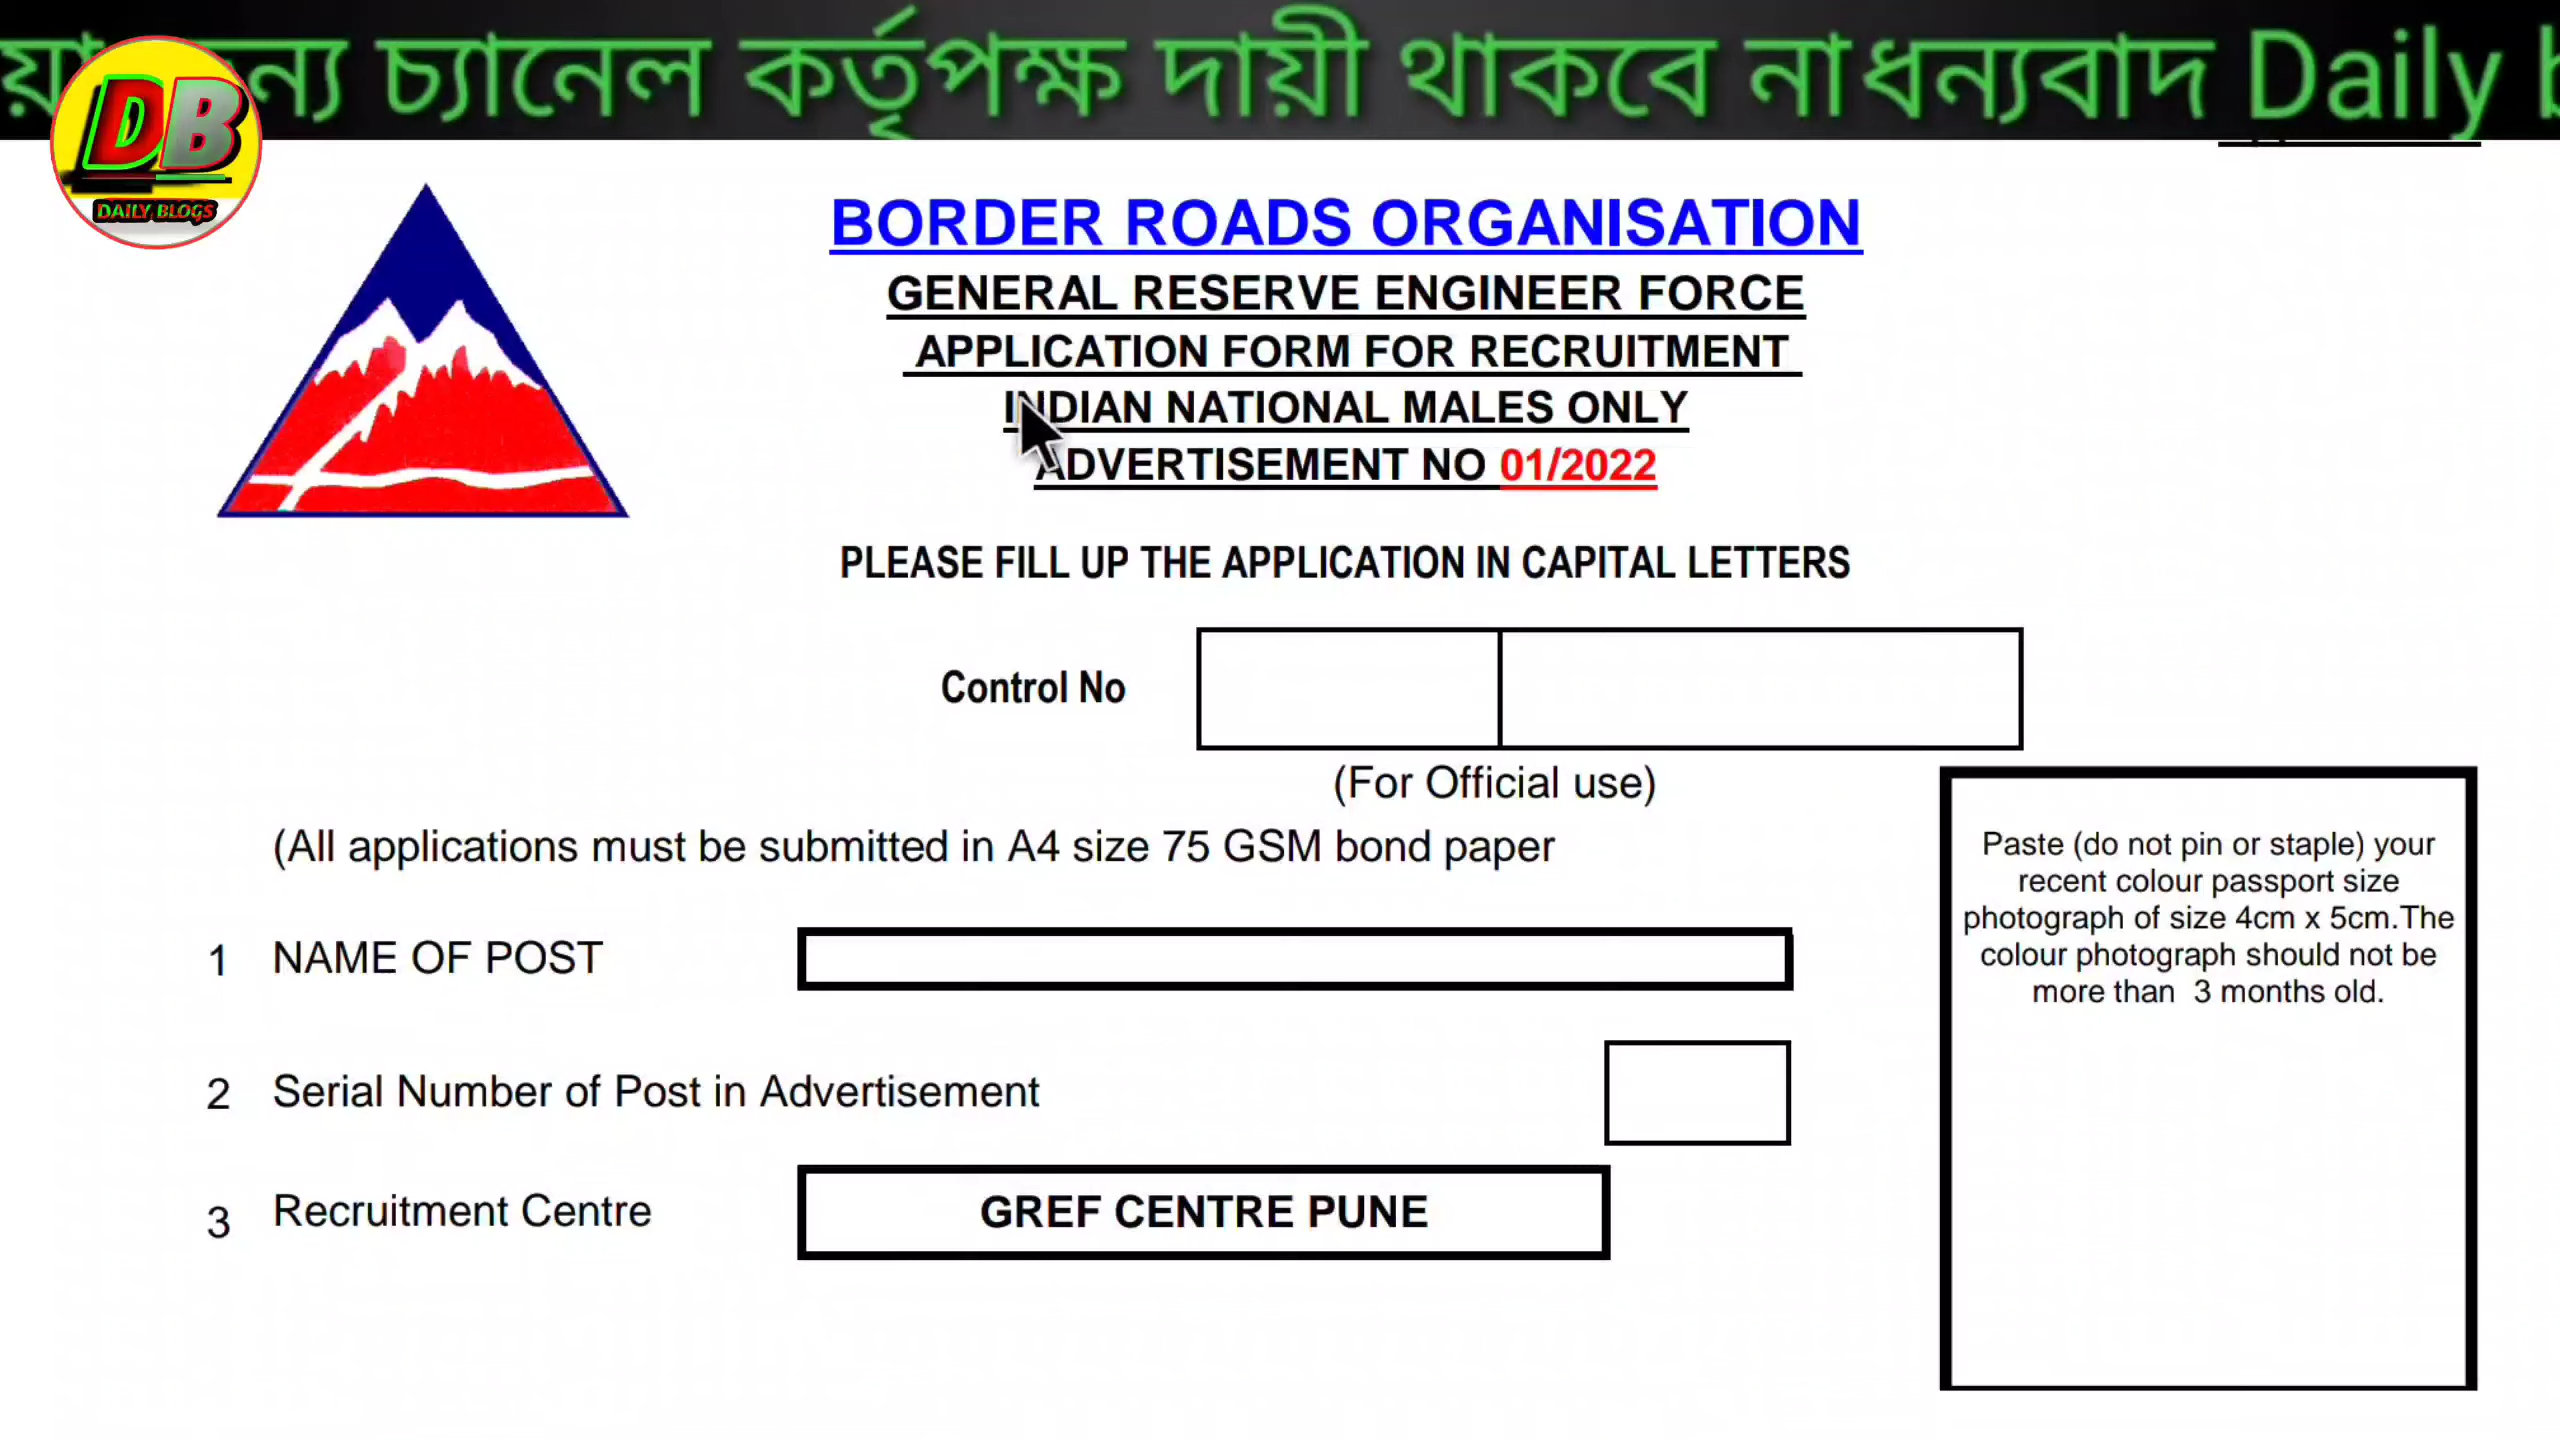 চ্যানেল কর্তৃপক্ষ দায়ী থাকবে না ধন্যবাদ Daily
DB
DAILY BLOGS
BORDER ROADS ORGANISATION
GENERAL RESERVE ENGINEER FORCE
APPLICATION FORM FOR RECRUITMENT
INDIAN NATIONAL MALES ONLY
ADVERTISEMENT NO 01/2022
PLEASE FILL UP THE APPLICATION IN CAPITAL LETTERS
Control No
(For Official use)
(All applications must be submitted in A4 size 75 GSM bond paper
Paste (do not pin or staple) your
recent colour passport size
photograph of size 4cm x 5cm.The
colour photograph should not be
more than 3 months old.
1 NAME OF POST
2 Serial Number of Post in Advertisement
3 Recruitment Centre GREF CENTRE PUNE